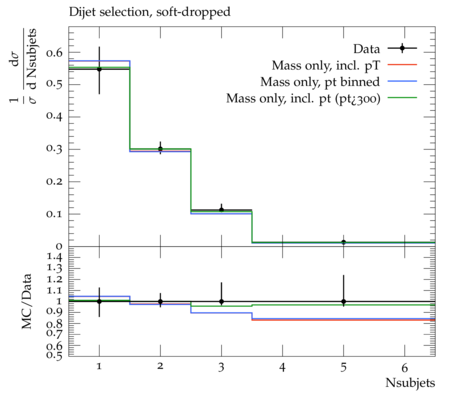 Dijet selection, soft-dropped
1 dσ
σ d Nsubjets
Data
Mass only, incl. pT
Mass only, pt binned
Mass only, incl. pt (pt¿300)
0.6
0.5
0.4
0.3
0.2
0.1
0
MC/Data
1.4
1.3
1.2
1.1
1
0.9
0.8
0.7
0.6
0.5
1 2 3 4 5 6
Nsubjets